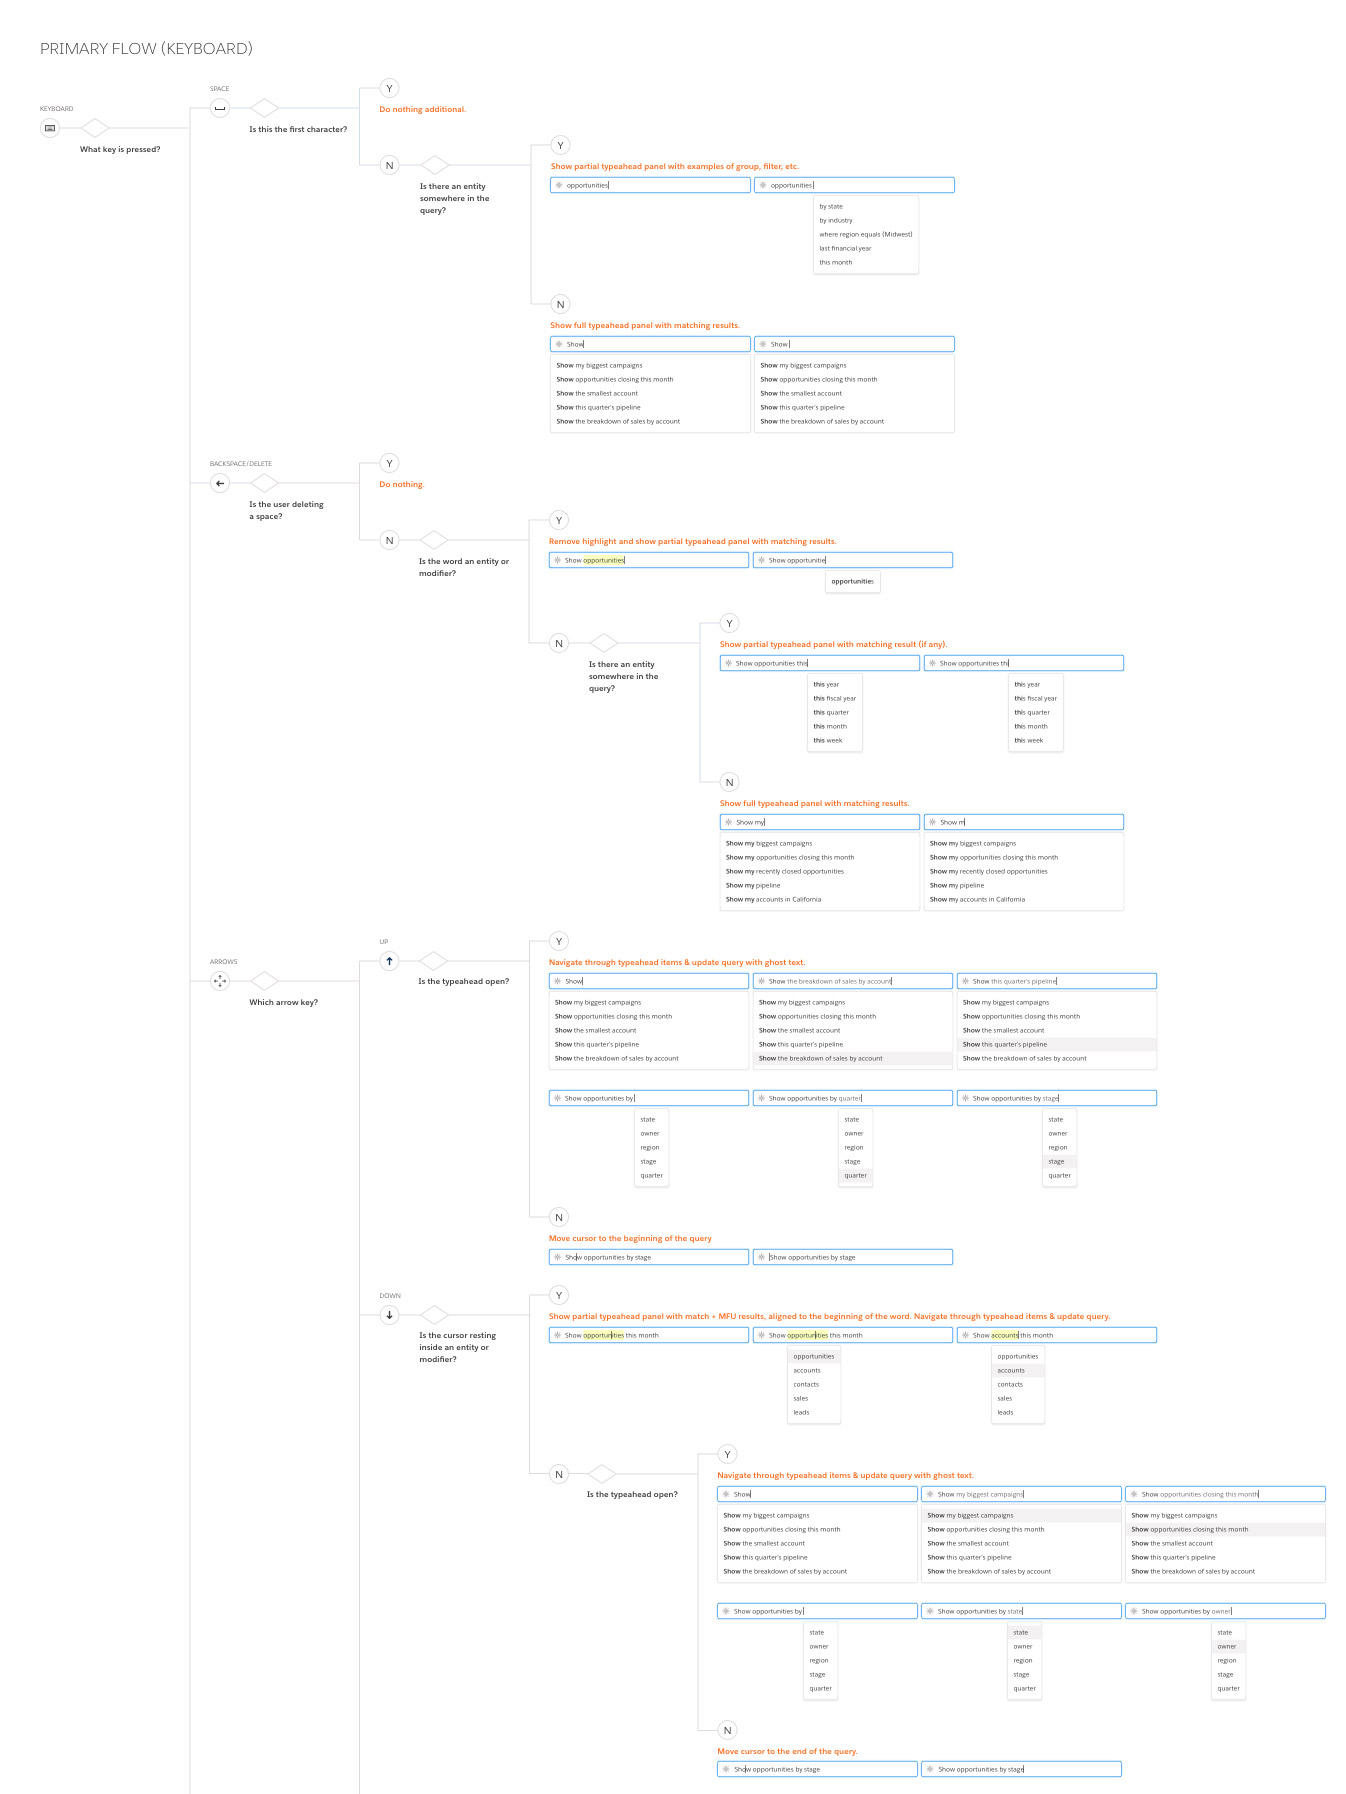 PRIMARY FLOW (KEYBOARD)
KEYBOARD
What key is pressed?
SPACE
Is this the first character?
Y
Do nothing additional.
N
Is there an entity
somewhere in the
query?
Y
Show partial typeahead panel with examples of group, filter, etc.
opportunities
opportunities
by state
by industry
where region equals (Midwest)
last financial year
this month
N
Show full typeahead panel with matching results.
Show
Show my biggest campaigns
Show opportunities closing this month
Show the smallest account
Show this quarter's pipeline
Show the breakdown of sales by account
Show
Show my biggest campaigns
Show opportunities closing this month
Show the smallest account
Show this quarter's pipeline
Show the breakdown of sales by account
BACKSPACE/DELETE
Is the user deleting
a space?
Y
Do nothing.
N
Is the word an entity or
modifier?
Y
Remove highlight and show partial typeahead panel with matching results.
Show opportunities
Show opportunitie
opportunities
N
Is there an entity
somewhere in the
query?
Y
Show partial typeahead panel with matching result (if any).
Show opportunities this
this year
this fiscal year
this quarter
this month
this week
Show opportunities thi
this year
this fiscal year
this quarter
this month
this week
N
Show full typeahead panel with matching results.
Show my
Show my biggest campaigns
Show my opportunities closing this month
Show my recently closed opportunities
Show my pipeline
Show my accounts in California
Show m
Show my biggest campaigns
Show my opportunities closing this month
Show my recently closed opportunities
Show my pipeline
Show my accounts in California
ARROWS
Which arrow key?
UP
Is the typeahead open?
Y
Navigate through typeahead items & update query with ghost text.
Show
Show my biggest campaigns
Show opportunities closing this month
Show the smallest account
Show this quarter's pipeline
Show the breakdown of sales by account
Show the breakdown of sales by account
Show my biggest campaigns
Show opportunities closing this month
Show the smallest account
Show this quarter's pipeline
Show the breakdown of sales by account
Show this quarter's pipeline
Show my biggest campaigns
Show opportunities closing this month
Show the smallest account
Show this quarter's pipeline
Show the breakdown of sales by account
Show opportunities by
state
owner
region
stage
quarter
Show opportunities by quarter
state
owner
region
stage
quarter
Show opportunities by stage
state
owner
region
stage
quarter
N
Move cursor to the beginning of the query
Show opportunities by stage
Show opportunities by stage
DOWN
Is the cursor resting
inside an entity or
modifier?
Y
Show partial typeahead panel with match + MFU results, aligned to the beginning of the word. Navigate through typeahead items & update query.
Show opportunities this month
Show opportunities this month
opportunities
accounts
contacts
sales
leads
Show accounts this month
opportunities
accounts
contacts
sales
leads
N
Is the typeahead open?
Y
Navigate through typeahead items & update query with ghost text.
Show
Show my biggest campaigns
Show opportunities closing this month
Show the smallest account
Show this quarter's pipeline
Show the breakdown of sales by account
Show my biggest campaigns
Show my biggest campaigns
Show opportunities closing this month
Show the smallest account
Show this quarter's pipeline
Show the breakdown of sales by account
Show opportunities closing this month
Show my biggest campaigns
Show opportunities closing this month
Show the smallest account
Show this quarter's pipeline
Show the breakdown of sales by account
Show opportunities by
state
owner
region
stage
quarter
Show opportunities by state
state
owner
region
stage
quarter
Show opportunities by owner
state
owner
region
stage
quarter
N
Move cursor to the end of the query.
Show opportunities by stage
Show opportunities by stage